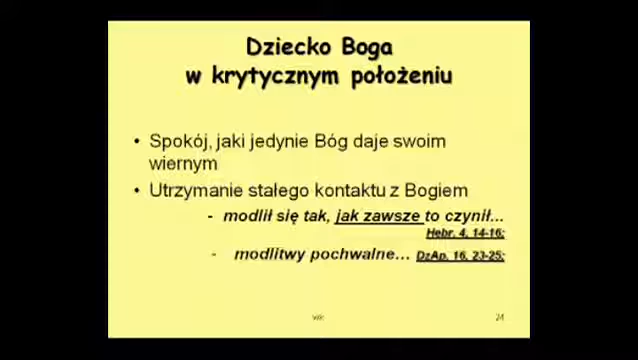 Dziecko Boga
w krytycznym położeniu
• Spokój, jaki jedynie Bóg daje swoim
wiernym
• Utrzymanie stałego kontaktu z Bogiem
- modlił się tak, jak zawsze to czynił...
Hebr. 4, 14-16;
- modlitwy pochwalne... DzAp. 16, 23-25;
24